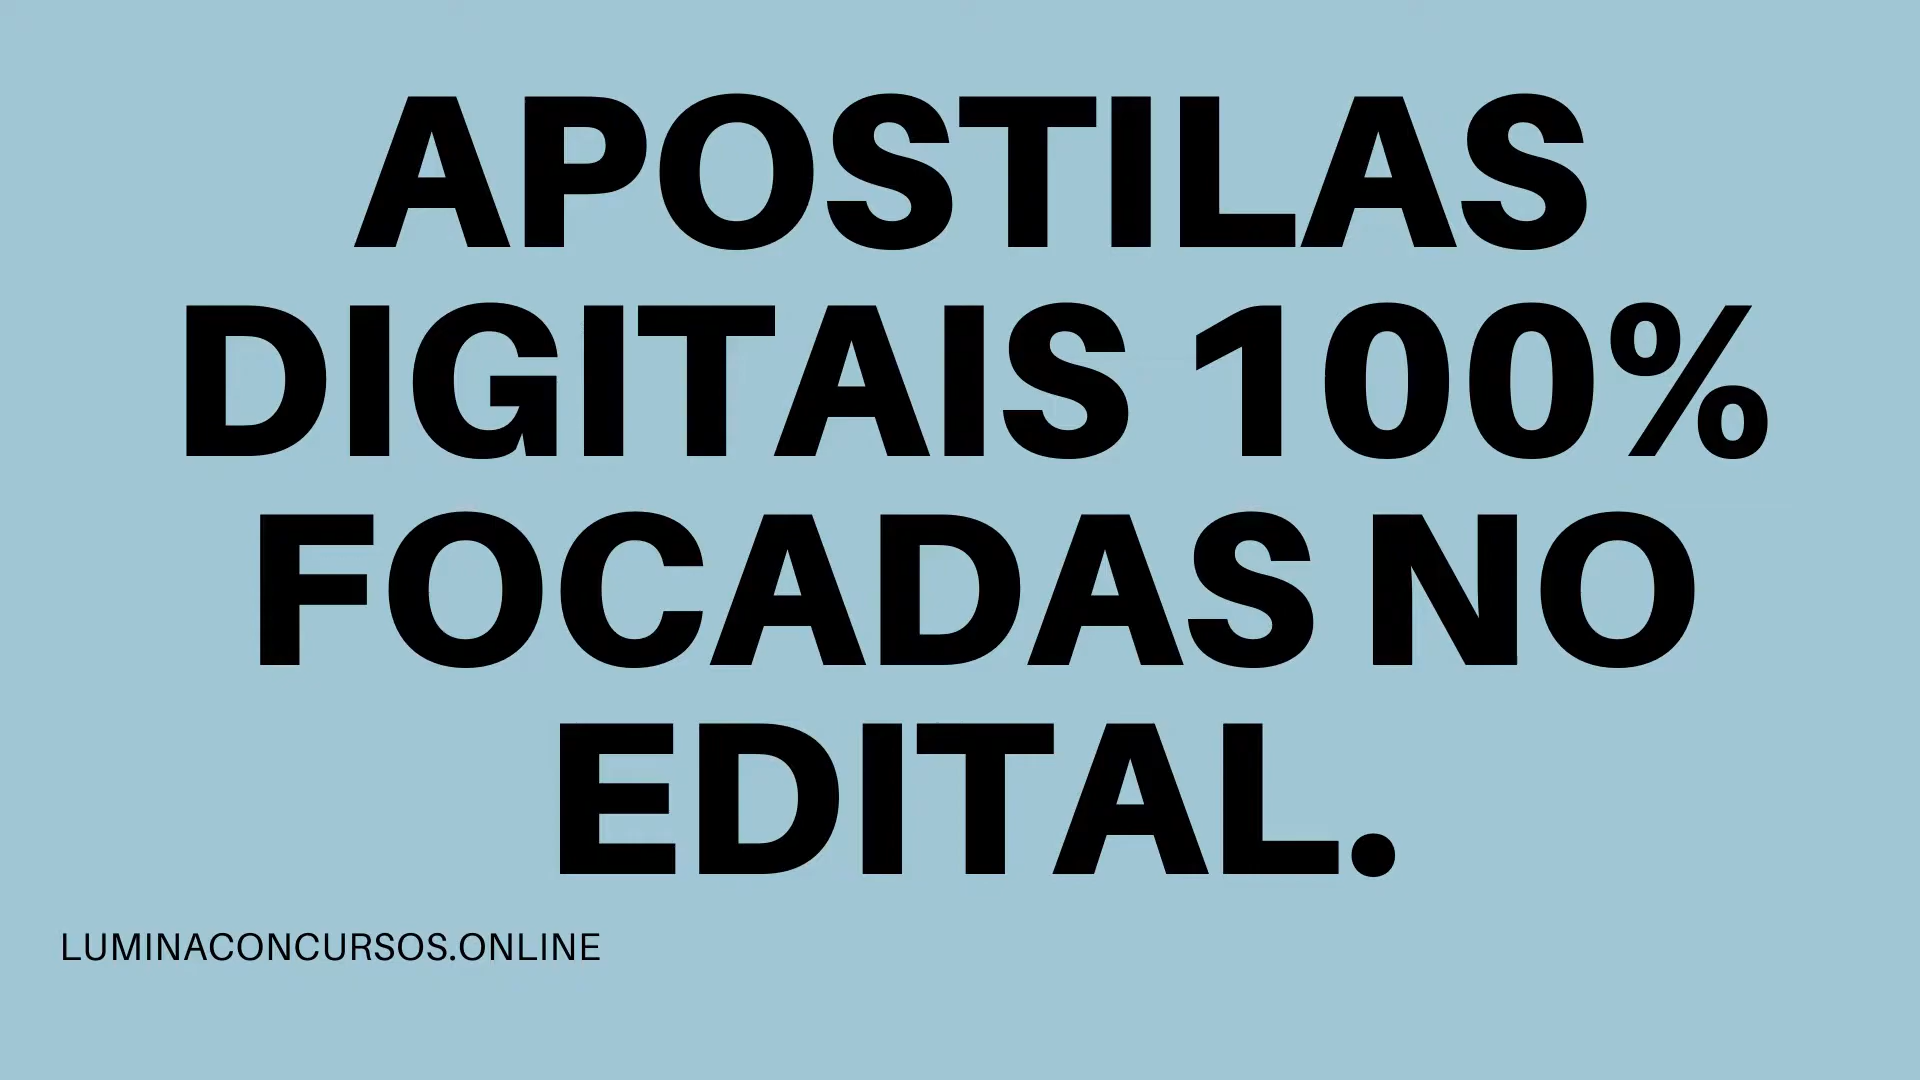 APOSTILAS
DIGITAIS 100%
FOCADAS NO
EDITAL.
LUMINACONCURSOS.ONLINE